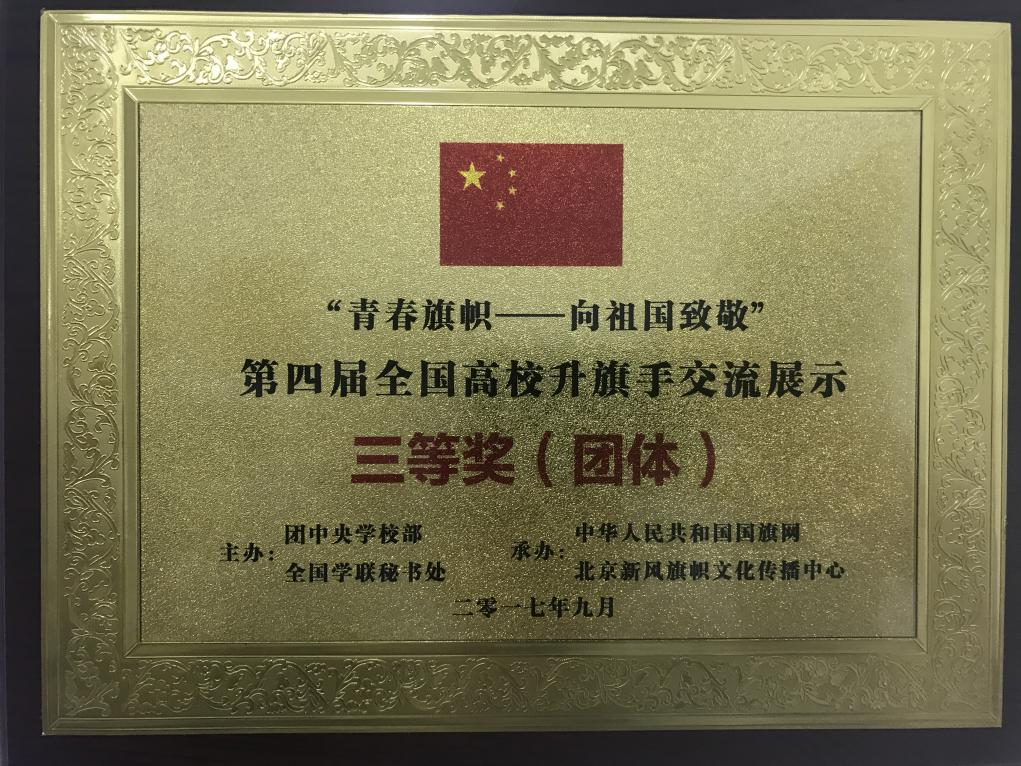 “青春旗帜——向祖国致敬”
第四届全国高校升旗手交流展示
三等奖（团体）
主办：团中央学校部
全国学联秘书处
承办：中华人民共和国国旗网
北京新风旗帜文化传播中心
二零一七年九月